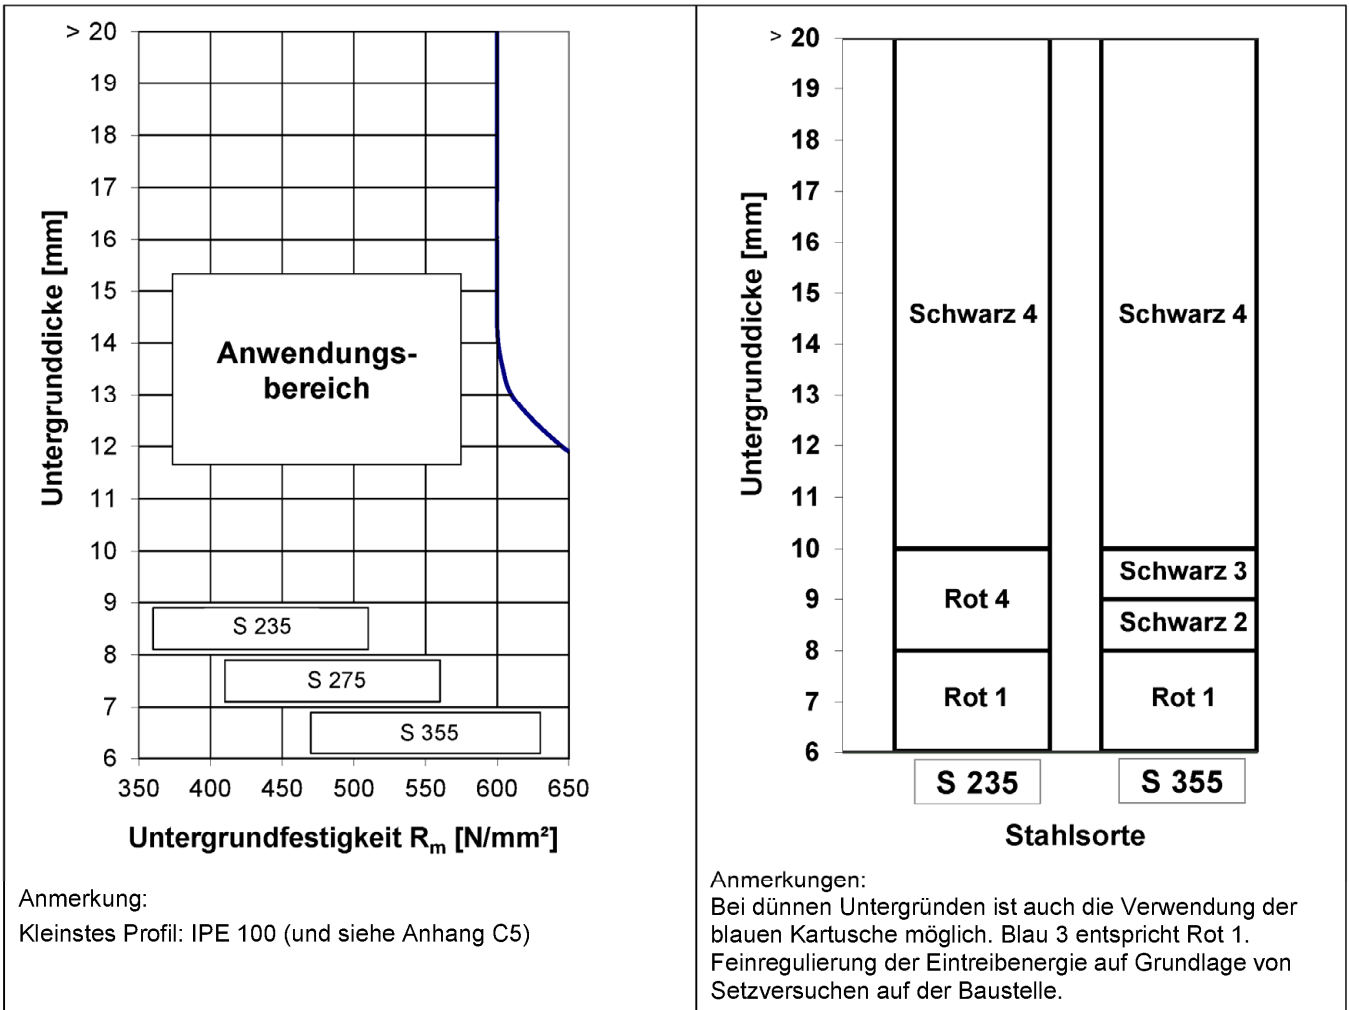 > 20
19
18
17
16
15
14
13
12
11
10
9
8
7
6
Untergrunddicke [mm]
Anwendungs-
bereich
S 235
S 275
S 355
350 400 450 500 550 600 650
Untergrundfestigkeit Rm [N/mm²]
Anmerkung:
Kleinstes Profil: IPE 100 (und siehe Anhang C5)
> 20
19
18
17
16
15
14
13
12
11
10
9
8
7
6
Untergrunddicke [mm]
Schwarz 4
Rot 4
Rot 1
Schwarz 4
Schwarz 3
Schwarz 2
Rot 1
S 235 S 355
Stahlsorte
Anmerkungen:
Bei dünnen Untergründen ist auch die Verwendung der
blauen Kartusche möglich. Blau 3 entspricht Rot 1.
Feinregulierung der Eintreibenergie auf Grundlage von
Setzversuchen auf der Baustelle.